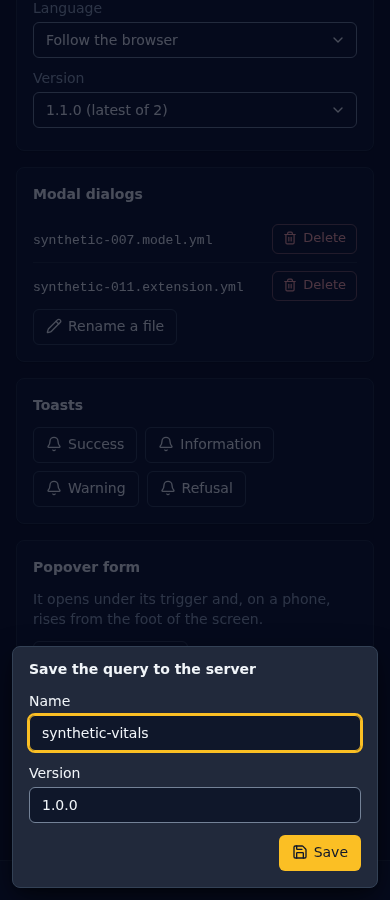 Language
Follow the browser
Version
1.1.0 (latest of 2)
Modal dialogs
synthetic-007.model.yml
Delete
synthetic-011.extension.yml
Delete
Rename a file
Toasts
Success
Information
Warning
Refusal
Popover form
It opens under its trigger and, on a phone,
rises from the foot of the screen.
Save the query to the server
Name
synthetic-vitals
Version
1.0.0
Save